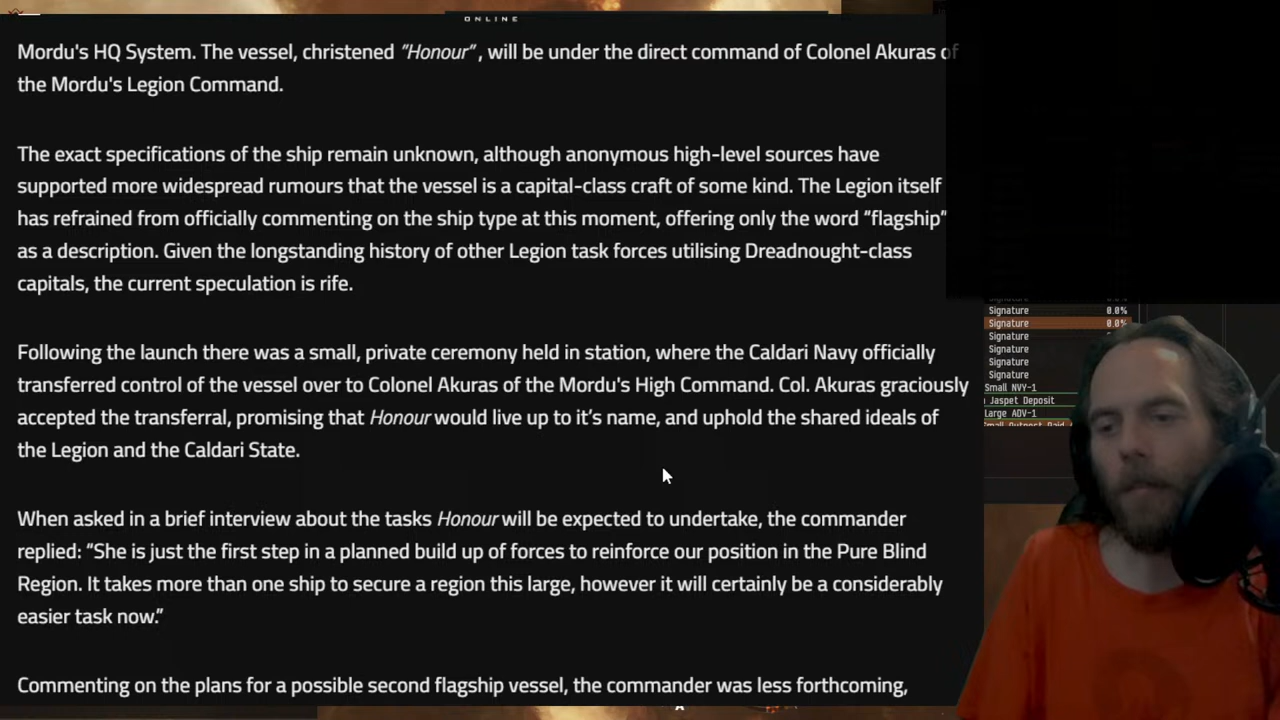 ONLINE
Mordu's HQ System. The vessel, christened "Honour" , will be under the direct command of Colonel Akuras of
the Mordu's Legion Command.
The exact specifications of the ship remain unknown, although anonymous high-level sources have
supported more widespread rumours that the vessel is a capital-class craft of some kind. The Legion itself
has refrained from officially commenting on the ship type at this moment, offering only the word “flagship”
as a description. Given the longstanding history of other Legion task forces utilising Dreadnought-class
capitals, the current speculation is rife.
Following the launch there was a small, private ceremony held in station, where the Caldari Navy officially
transferred control of the vessel over to Colonel Akuras of the Mordu's High Command. Col. Akuras graciously
accepted the transferral, promising that Honour would live up to it’s name, and uphold the shared ideals of
the Legion and the Caldari State.
When asked in a brief interview about the tasks Honour will be expected to undertake, the commander
replied: “She is just the first step in a planned build up of forces to reinforce our position in the Pure Blind
Region. It takes more than one ship to secure a region this large, however it will certainly be a considerably
easier task now.”
Commenting on the plans for a possible second flagship vessel, the commander was less forthcoming,
Signature
Signature 0.0%
Signature 0.0%
Signature
Signature
Signature
Signature
Small NVY-1
Jaspet Deposit
Large ADV-1
Small Outpost Raid